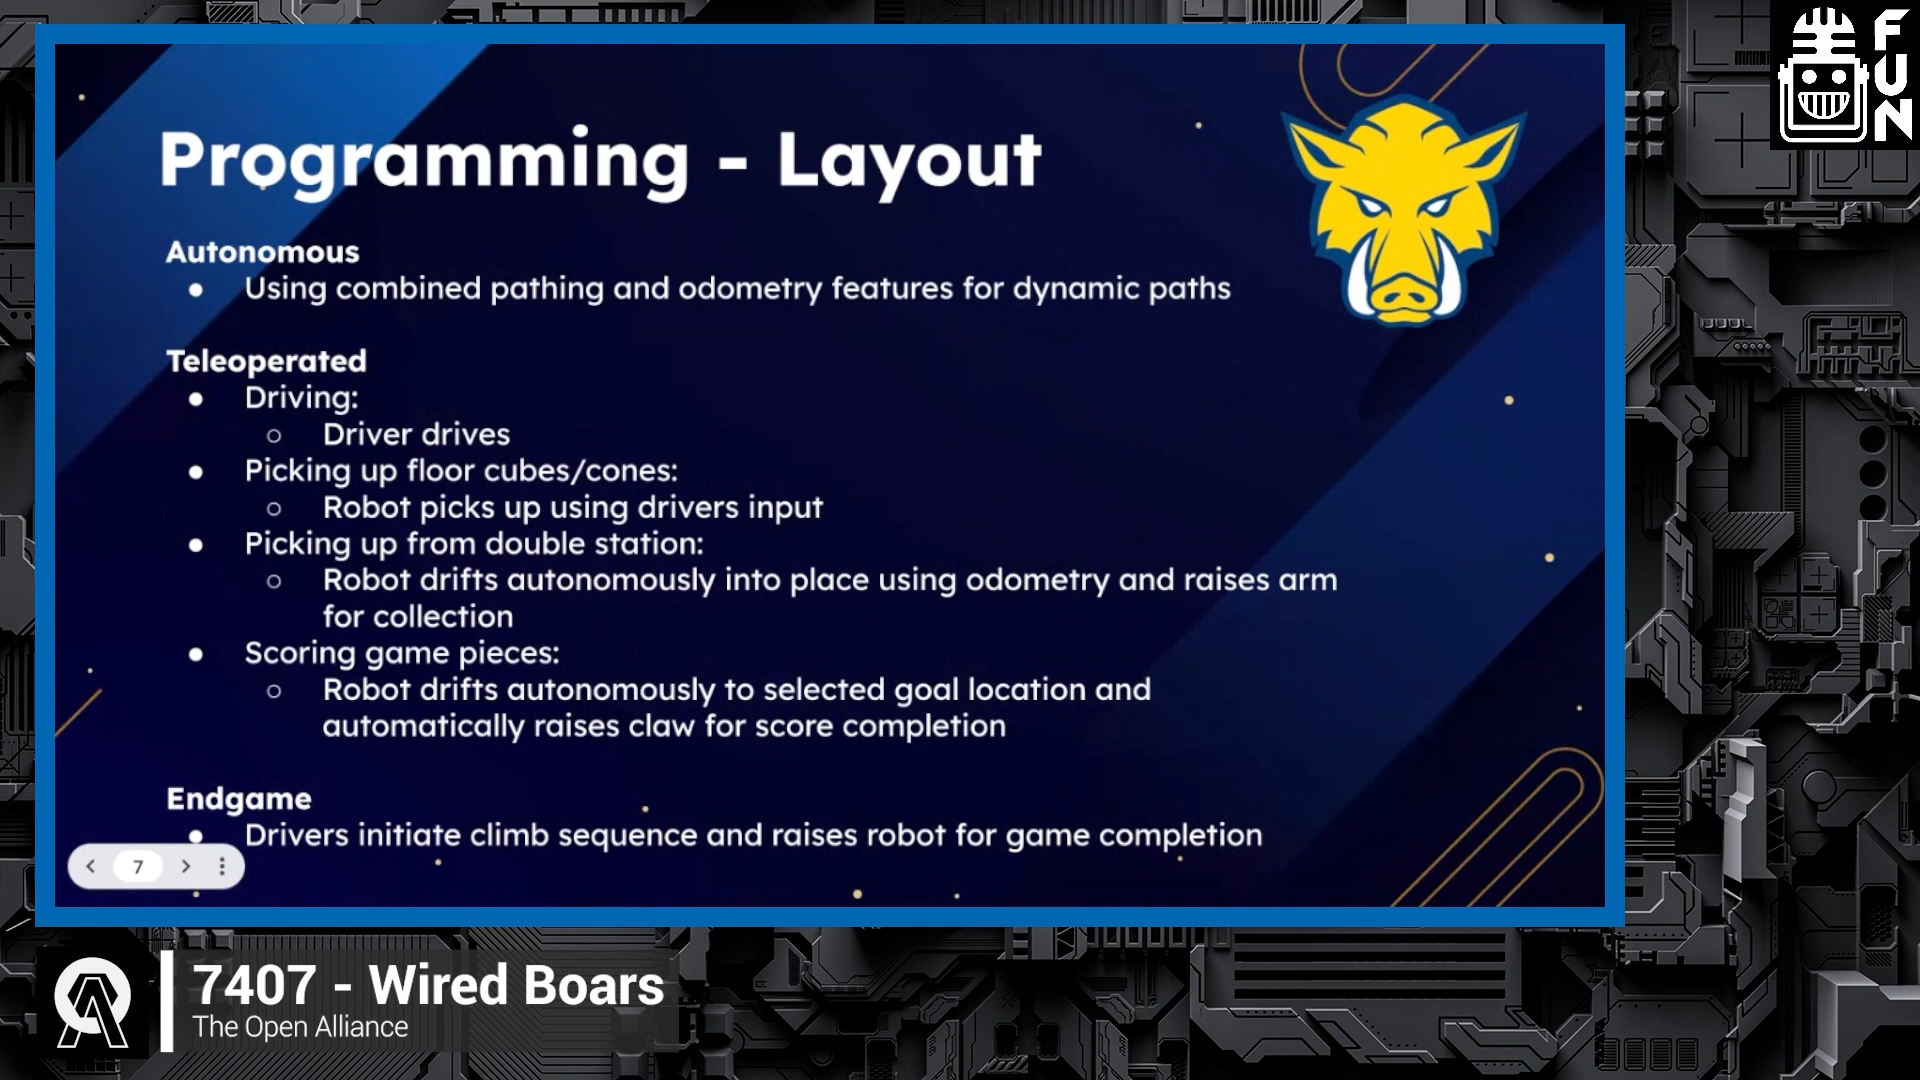 FUN
Programming - Layout
Autonomous
● Using combined pathing and odometry features for dynamic paths
Teleoperated
● Driving:
○ Driver drives
● Picking up floor cubes/cones:
○ Robot picks up using drivers input
● Picking up from double station:
○ Robot drifts autonomously into place using odometry and raises arm
for collection
● Scoring game pieces:
○ Robot drifts autonomously to selected goal location and
automatically raises claw for score completion
Endgame
● Drivers initiate climb sequence and raises robot for game completion
7
7407 - Wired Boars
The Open Alliance